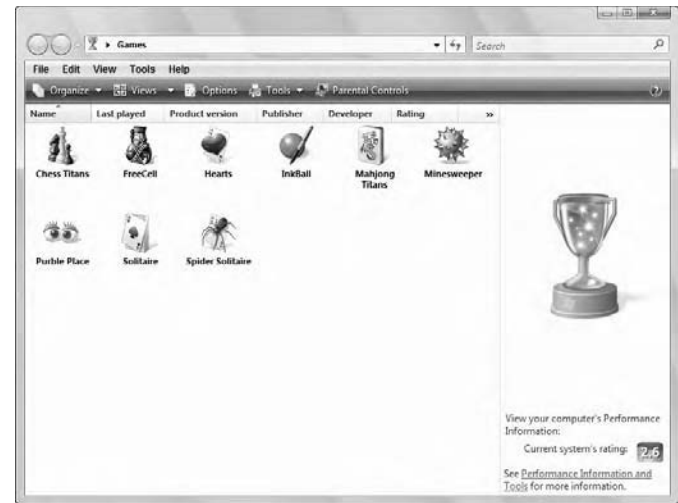 Games
Search
File Edit View Tools Help
Organize Views Options Tools Parental Controls
Name Last played Product version Publisher Developer Rating »
Chess Titans FreeCell Hearts InkBall Mahjong Titans Minesweeper
Purble Place Solitaire Spider Solitaire
View your computer's Performance
Information:
Current system's rating: 2.6
See Performance Information and
Tools for more information.